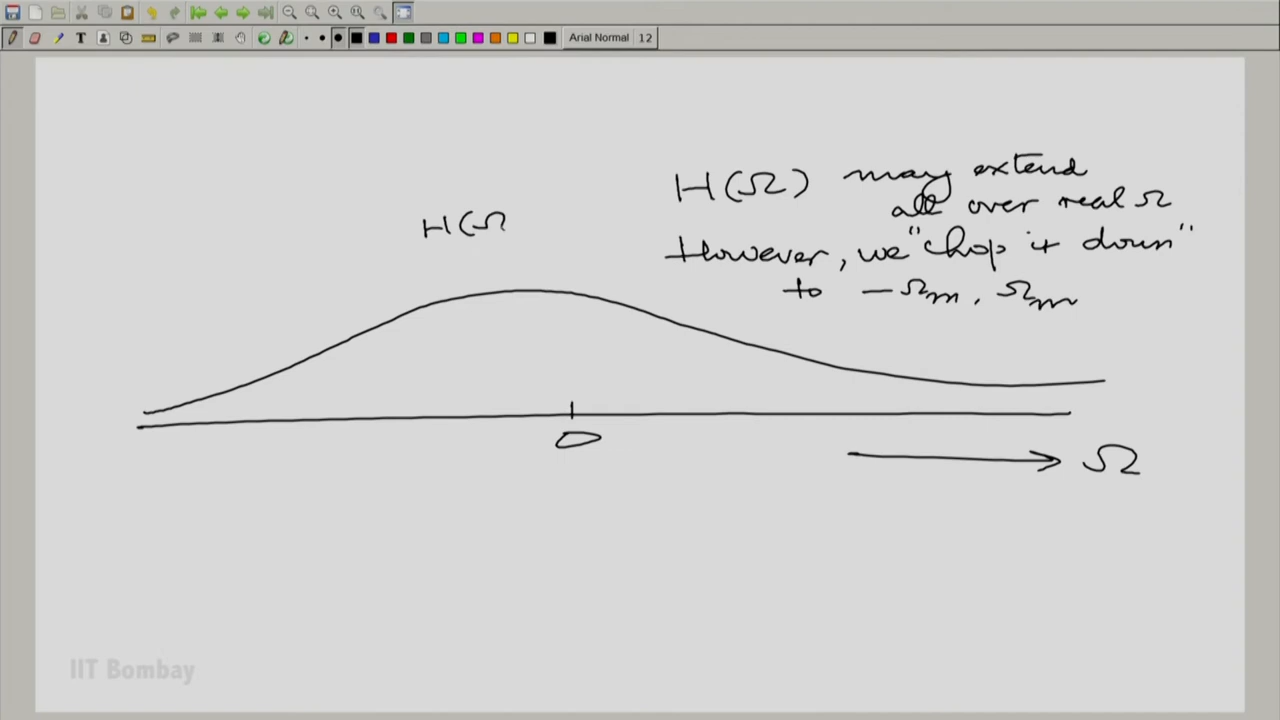 Arial Normal 12
H(Ω) may extend
all over real Ω
However, we "chop it down"
to -Ωm, Ωm
H(Ω
0
Ω
IIT Bombay